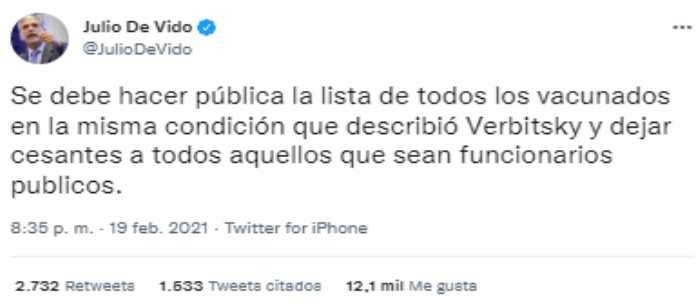 Julio De Vido
@JulioDeVido
Se debe hacer pública la lista de todos los vacunados
en la misma condición que describió Verbitsky y dejar
cesantes a todos aquellos que sean funcionarios
publicos.
8:35 p. m. · 19 feb. 2021 · Twitter for iPhone
2.732 Retweets 1.533 Tweets citados 12,1 mil Me gusta